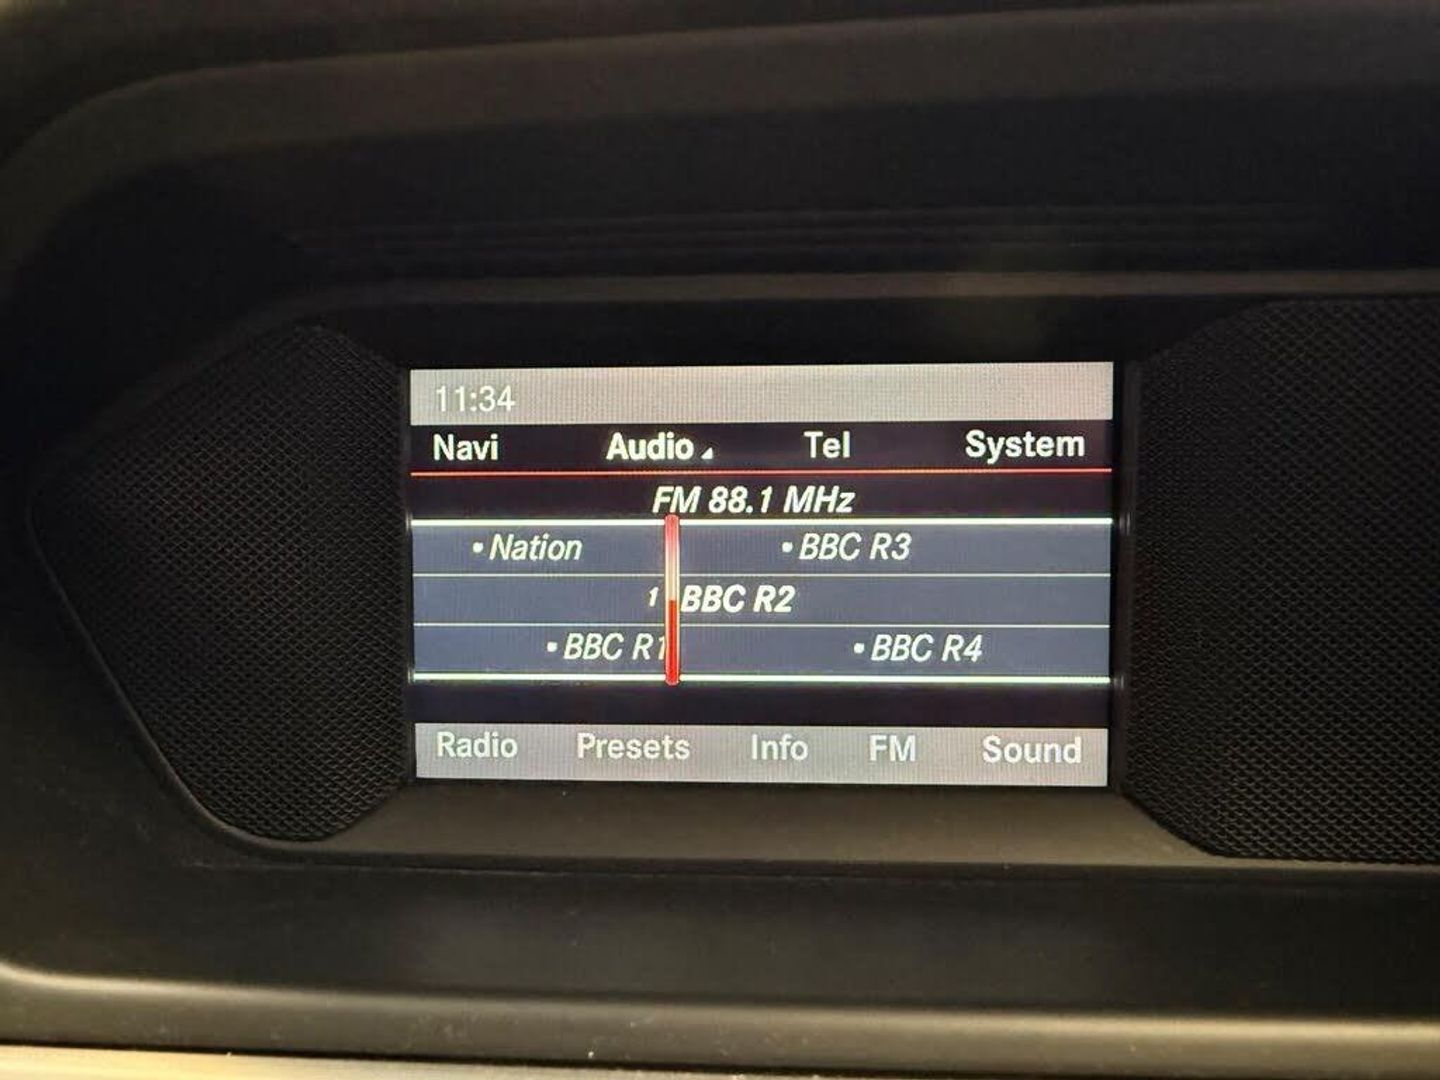 11:34
Navi Audio Tel System
FM 88.1 MHz
•Nation •BBC R3
1 BBC R2
•BBC R1 •BBC R4
Radio Presets Info FM Sound